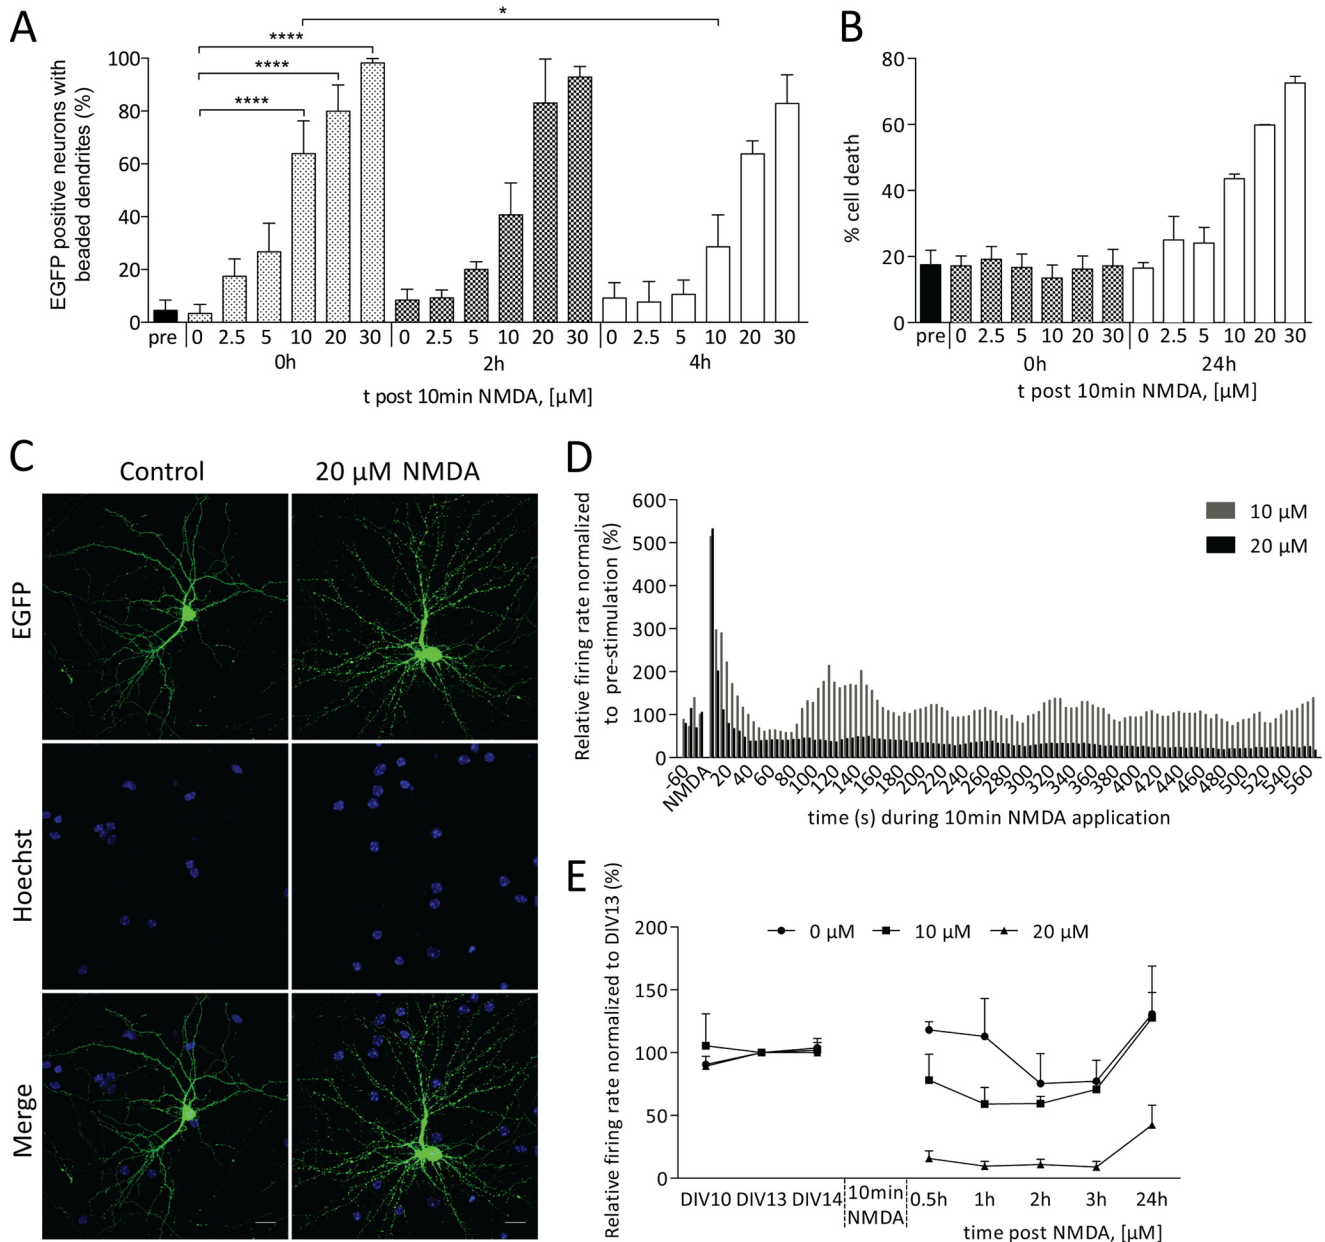 A
EGFP positive neurons with
beaded dendrites (%)
100
80
60
40
20
0
****
****
****
*
pre 0 2.5 5 10 20 30 0 2.5 5 10 20 30 0 2.5 5 10 20 30
0h 2h 4h
t post 10min NMDA, [µM]
B
% cell death
80
60
40
20
0
pre 0 2.5 5 10 20 30 0 2.5 5 10 20 30
0h 24h
t post 10min NMDA, [µM]
C
Control 20 µM NMDA
EGFP
Hoechst
Merge
D
Relative firing rate normalized
to pre-stimulation (%)
600
500
400
300
200
100
0
10 µM
20 µM
-60 NMDA 20 40 60 80 100 120 140 160 180 200 220 240 260 280 300 320 340 360 380 400 420 440 460 480 500 520 540 560
time (s) during 10min NMDA application
E
Relative firing rate normalized to DIV13 (%)
200
150
100
50
0
0 µM 10 µM 20 µM
DIV10 DIV13 DIV14 10min 0.5h 1h 2h 3h 24h
NMDA
time post NMDA, [µM]